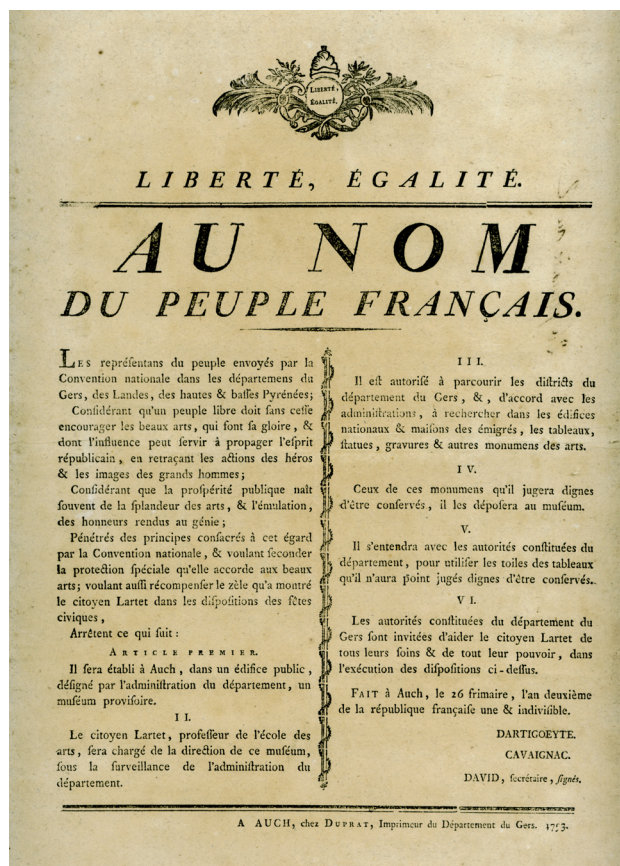 LIBERTÉ,
ÉGALITÉ.
LIBERTÉ, ÉGALITÉ.
AU NOM
DU PEUPLE FRANÇAIS.
LES repréſentans du peuple envoyés par la
Convention nationale dans les départemens du
Gers, des Landes, des hautes & baſſes Pyrénées;
Conſidérant qu'un peuple libre doit ſans ceſſe
encourager les beaux arts, qui ſont ſa gloire, &
dont l'influence peut ſervir à propager l'eſprit
républicain, en retraçant les actions des héros
& les images des grands hommes;
Conſidérant que la proſpérité publique naît
ſouvent de la ſplandeur des arts, & l'émulation,
des honneurs rendus au génie;
Pénétrés des principes conſacrés à cet égard
par la Convention nationale, & voulant ſeconder
la protection ſpéciale qu'elle accorde aux beaux
arts; voulant auſſi récompenſer le zèle qu'a montré
le citoyen Lartet dans les diſpoſitions des fêtes
civiques,
Arrêtent ce qui ſuit:
ARTICLE PREMIER.
Il ſera établi à Auch, dans un édifice public,
déſigné par l'adminiſtration du département, un
muſéum proviſoire.
II.
Le citoyen Lartet, profeſſeur de l'école des
arts, ſera chargé de la direction de ce muſéum,
ſous la ſurveillance de l'adminiſtration du
département.
III.
Il eſt autoriſé à parcourir les diſtricts du
département du Gers, &, d'accord avec les
adminiſtrations, à rechercher dans les édifices
nationaux & maiſons des émigrés, les tableaux,
ſtatues, gravures & autres monumens des arts.
IV.
Ceux de ces monumens qu'il jugera dignes
d'être conſervés, il les dépoſera au muſéum.
V.
Il s'entendra avec les autorités conſtituées du
département, pour utiliſer les toiles des tableaux
qu'il n'aura point jugés dignes d'être conſervés.
VI.
Les autorités conſtituées du département du
Gers ſont invitées d'aider le citoyen Lartet de
tous leurs ſoins & de tout leur pouvoir, dans
l'exécution des diſpoſitions ci-deſſus.
FAIT à Auch, le 26 frimaire, l'an deuxième
de la république françaiſe une & indiviſible.
DARTIGOEYTE.
CAVAIGNAC.
DAVID, ſecrétaire, ſignés.
A AUCH, chez DUPRAT, Imprimeur du Département du Gers. 1793.